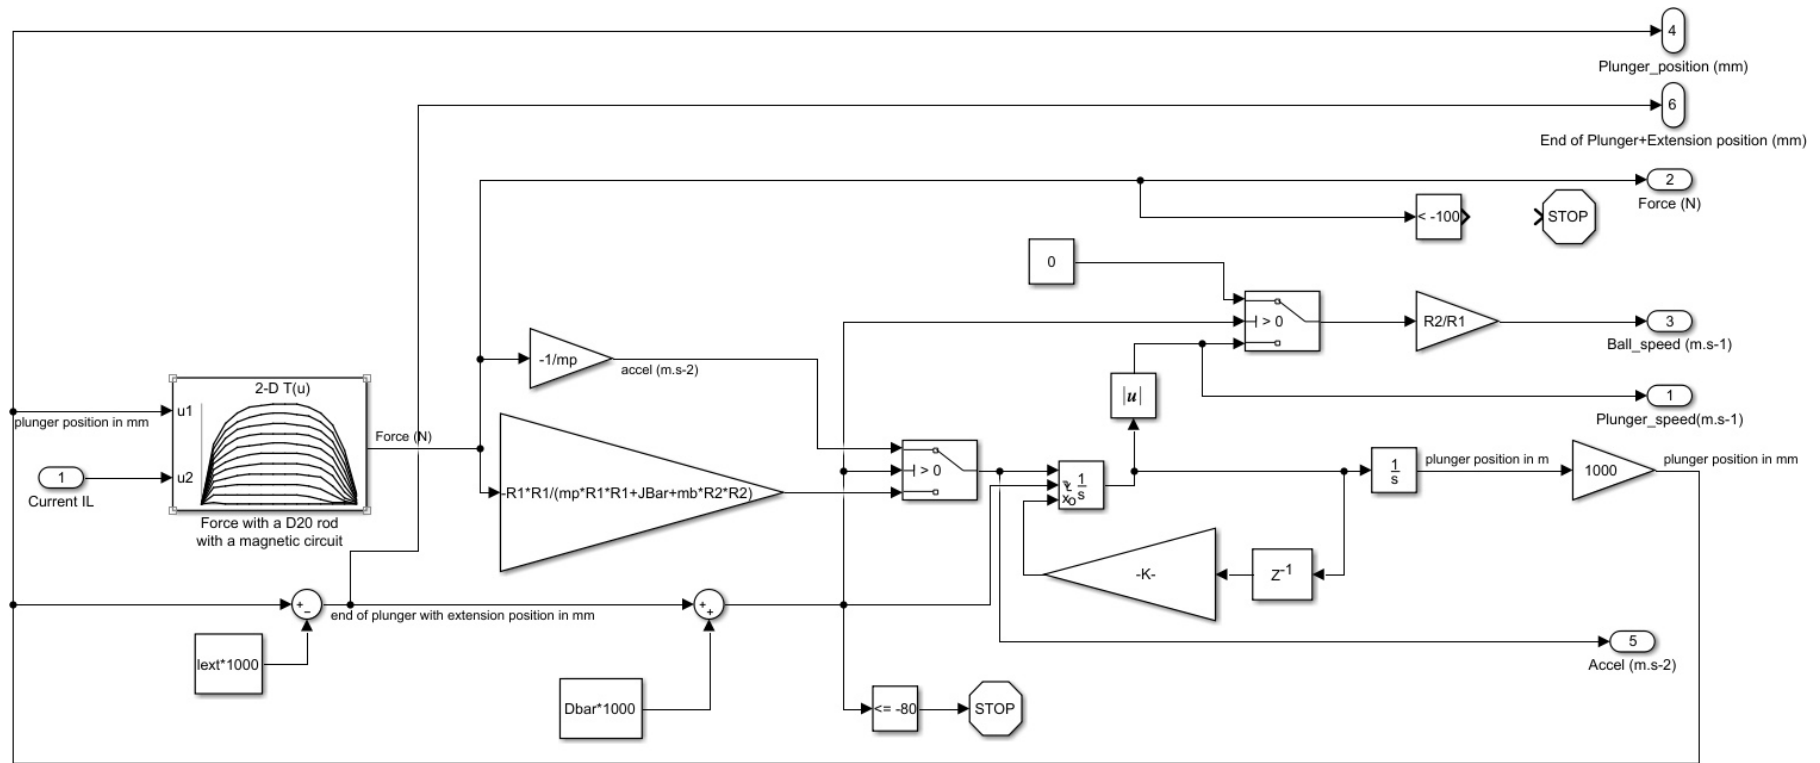 4
Plunger_position (mm)
6
End of Plunger+Extension position (mm)
2
Force (N)
< -100
STOP
0
> 0
R2/R1
3
Ball_speed (m.s-1)
-1/mp
accel (m.s-2)
2-D T(u)
u1
plunger position in mm
|u|
1
Plunger_speed(m.s-1)
Force (N)
u2
1
Current IL
Force with a D20 rod
with a magnetic circuit
-R1*R1/(mp*R1*R1+JBar+mb*R2*R2)
> 0
1
s
xo
1
s
plunger position in m
1000
plunger position in mm
-K-
Z-1
+
-
end of plunger with extension position in mm
+
+
lext*1000
5
Accel (m.s-2)
Dbar*1000
<= -80
STOP